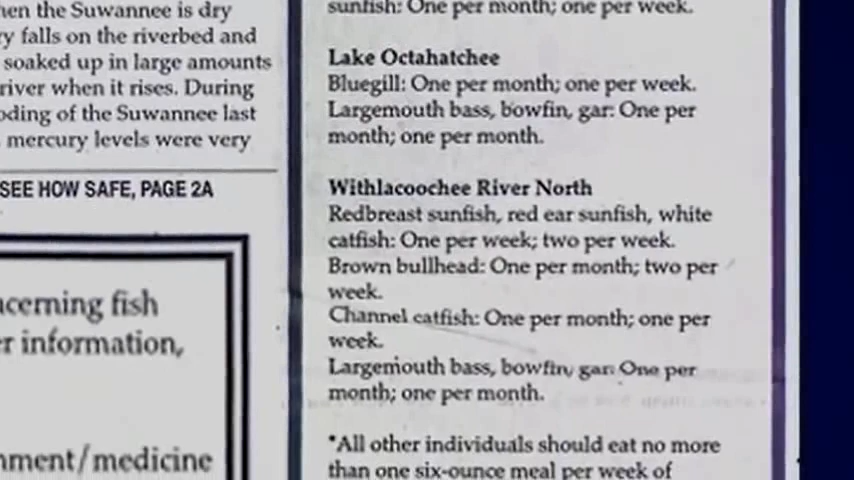 hen the Suwannee is dry
ry falls on the riverbed and
soaked up in large amounts
river when it rises. During
oding of the Suwannee last
mercury levels were very
SEE HOW SAFE, PAGE 2A
ncerning fish
er information,
nment/medicine
sunfish: One per month; one per week.
Lake Octahatchee
Bluegill: One per month; one per week.
Largemouth bass, bowfin, gar: One per
month; one per month.
Withlacoochee River North
Redbreast sunfish, red ear sunfish, white
catfish: One per week; two per week.
Brown bullhead: One per month; two per
week.
Channel catfish: One per month; one per
week.
Largemouth bass, bowfin, gar: One per
month; one per month.
*All other individuals should eat no more
than one six-ounce meal per week of